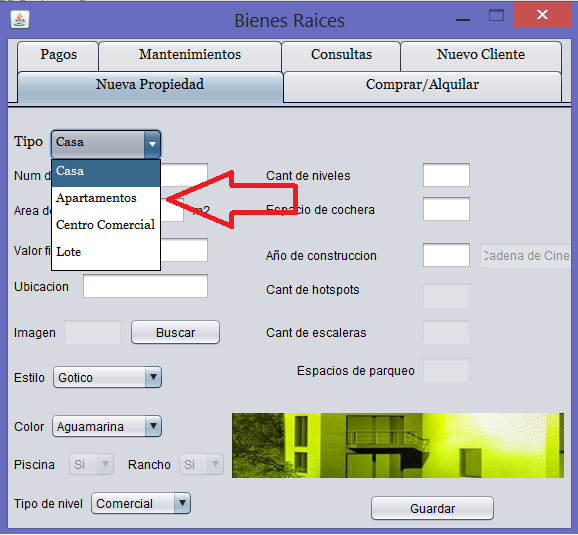 Bienes Raices
Pagos
Mantenimientos
Consultas
Nuevo Cliente
Nueva Propiedad
Comprar/Alquilar
Tipo Casa
Casa
Apartamentos
Centro Comercial
Lote
Num d
Area de m2
Valor fi
Ubicacion
Imagen Buscar
Estilo Gotico
Color Aguamarina
Piscina Si Rancho Si
Tipo de nivel Comercial
Cant de niveles
Espacio de cochera
Año de construccion Cadena de Cine
Cant de hotspots
Cant de escaleras
Espacios de parqueo
Guardar